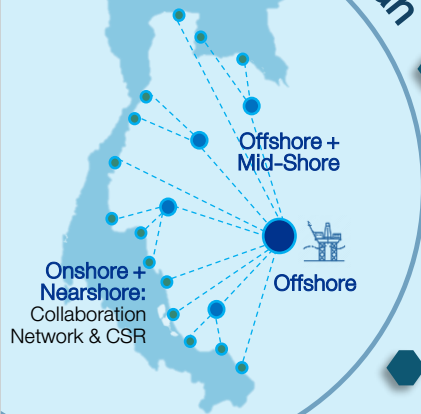 Offshore +
Mid-Shore
Offshore
Onshore +
Nearshore:
Collaboration
Network & CSR